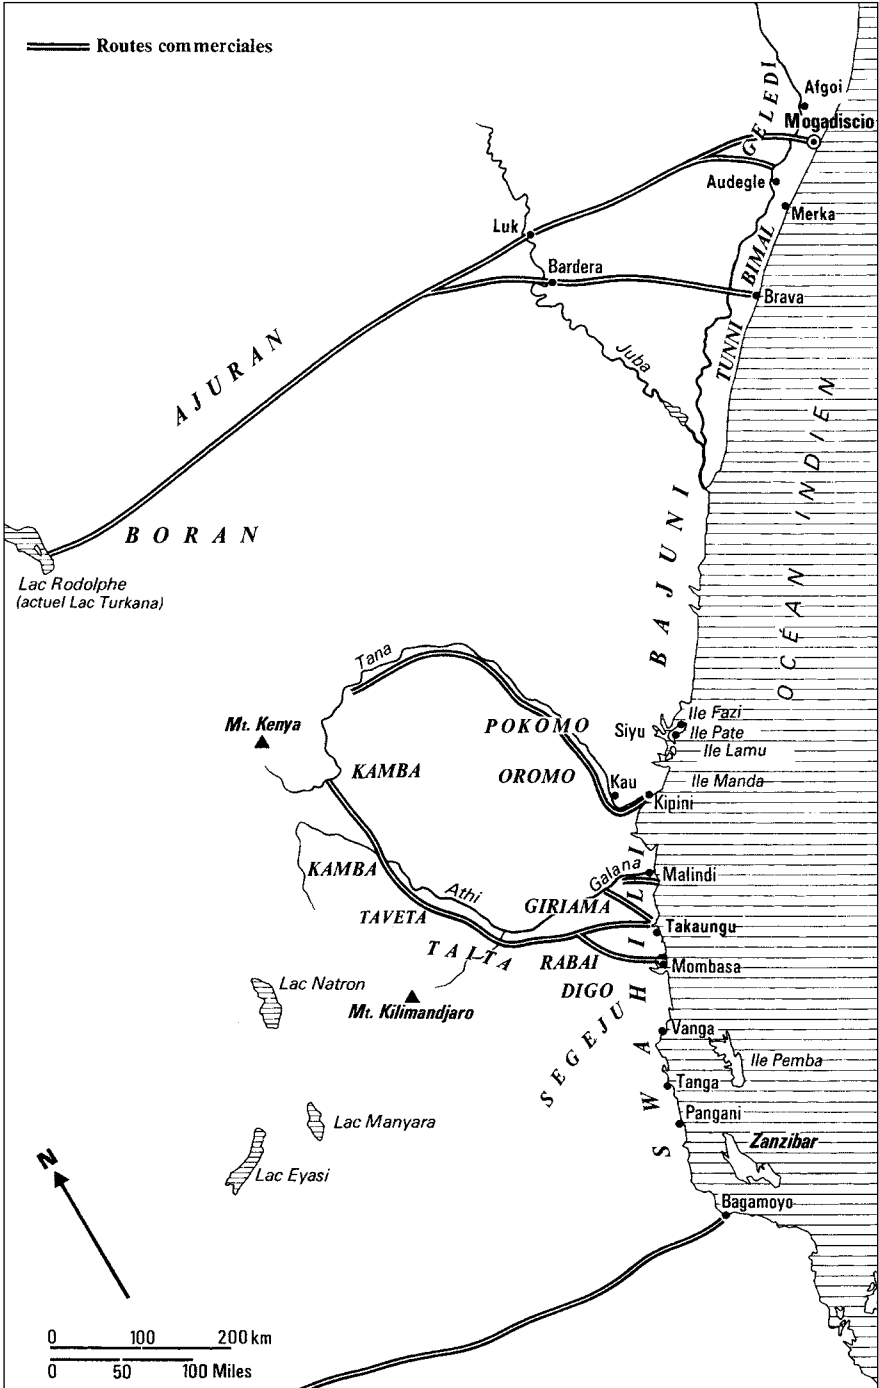 Routes commerciales
GELEDI
Afgoi
Mogadiscio
Audegle
Merka
Luk
BIMAL
Bardera
Brava
TUNNI
Juba
AJURAN
OCÉAN INDIEN
BAJUNI
BORAN
Lac Rodolphe
(actuel Lac Turkana)
Tana
Mt. Kenya
POKOMO
Siyu
Ile Fazi
Ile Pate
Ile Lamu
KAMBA
OROMO
Kau
Ile Manda
Kipini
KAMBA
Athi
Galana
Malindi
TAVETA
GIRIAMA
Takaungu
TAITA
RABAI
Mombasa
Lac Natron
DIGO
Mt. Kilimandjaro
SEGEJU
SWAHILI
Vanga
Ile Pemba
Tanga
Lac Manyara
Pangani
Zanzibar
Lac Eyasi
N
Bagamoyo
0 100 200 km
0 50 100 Miles